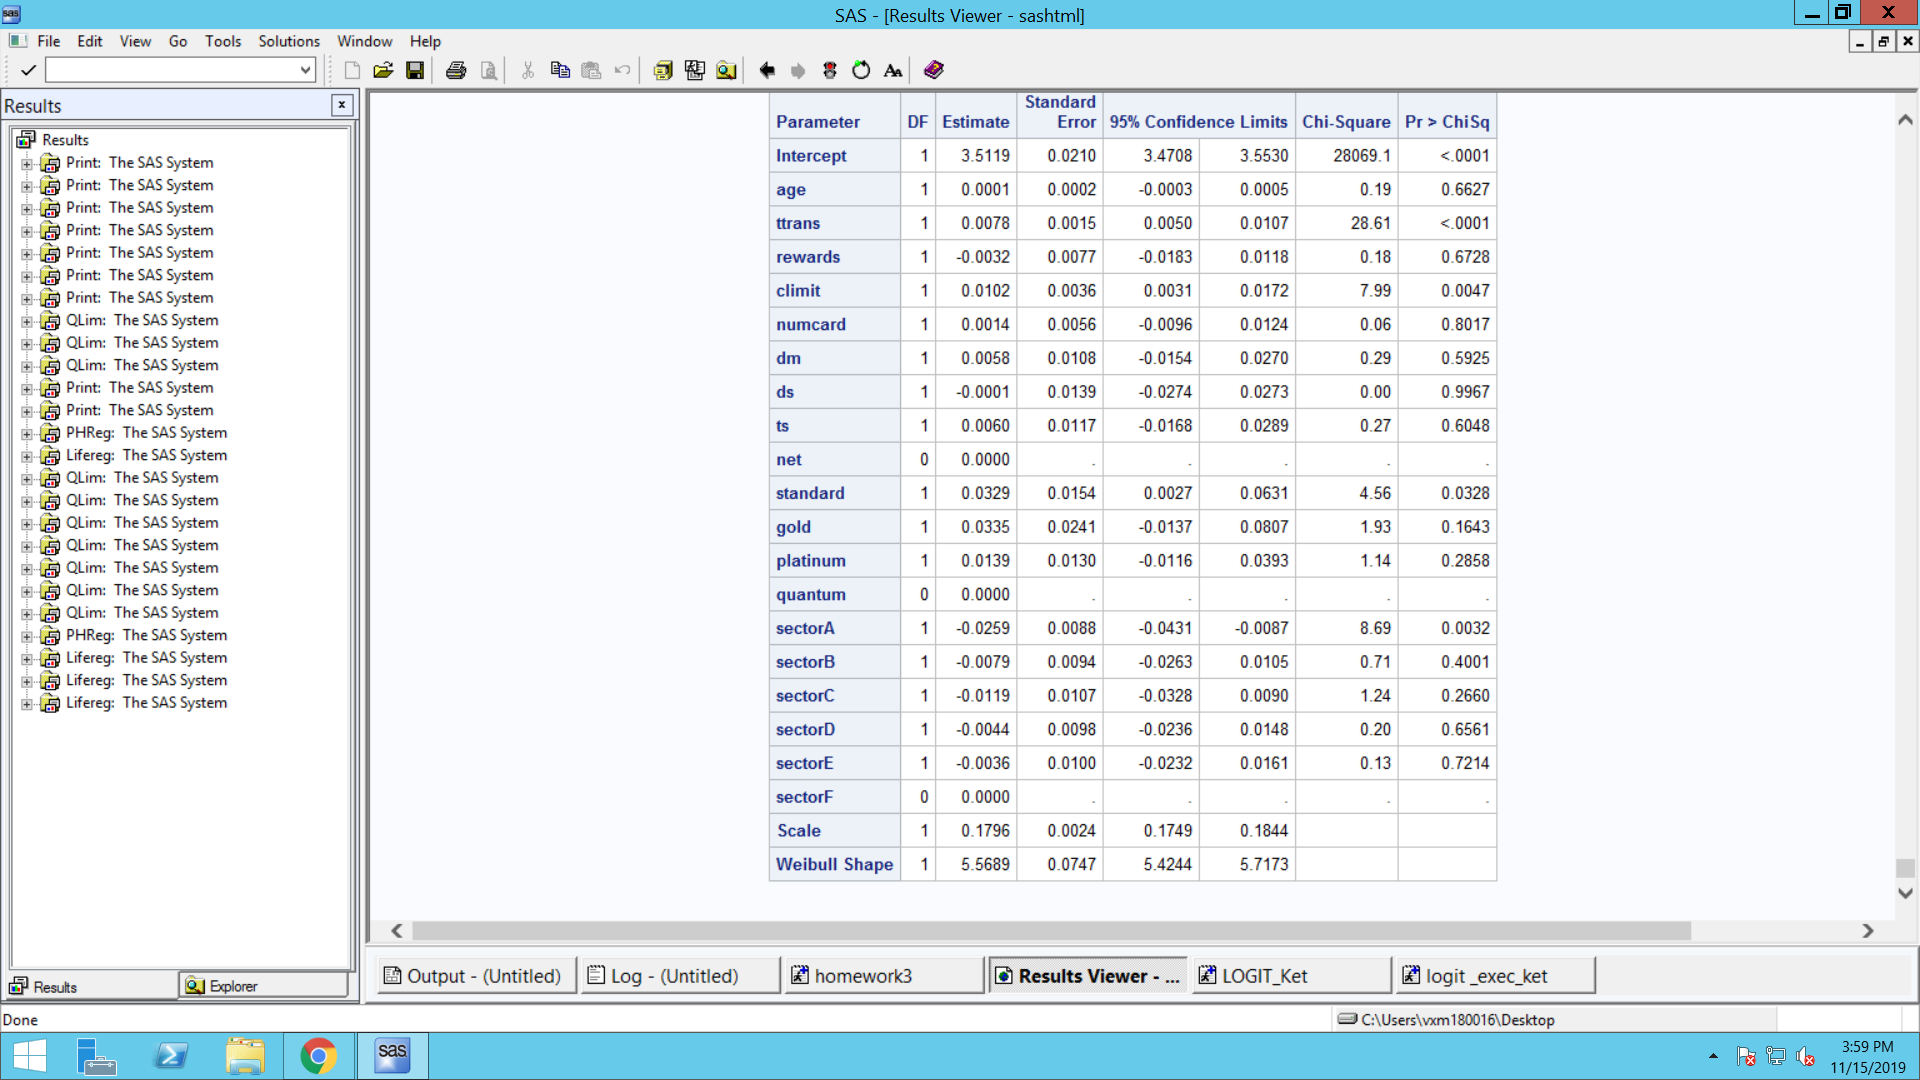 sas
SAS - [Results Viewer - sashtml]
File Edit View Go Tools Solutions Window Help
Results
Results
Print: The SAS System
Print: The SAS System
Print: The SAS System
Print: The SAS System
Print: The SAS System
Print: The SAS System
Print: The SAS System
QLim: The SAS System
QLim: The SAS System
QLim: The SAS System
Print: The SAS System
Print: The SAS System
PHReg: The SAS System
Lifereg: The SAS System
QLim: The SAS System
QLim: The SAS System
QLim: The SAS System
QLim: The SAS System
QLim: The SAS System
QLim: The SAS System
QLim: The SAS System
PHReg: The SAS System
Lifereg: The SAS System
Lifereg: The SAS System
Lifereg: The SAS System
Results Explorer
Parameter DF Estimate Standard Error 95% Confidence Limits Chi-Square Pr > ChiSq
Intercept 1 3.5119 0.0210 3.4708 3.5530 28069.1 <.0001
age 1 0.0001 0.0002 -0.0003 0.0005 0.19 0.6627
ttrans 1 0.0078 0.0015 0.0050 0.0107 28.61 <.0001
rewards 1 -0.0032 0.0077 -0.0183 0.0118 0.18 0.6728
climit 1 0.0102 0.0036 0.0031 0.0172 7.99 0.0047
numcard 1 0.0014 0.0056 -0.0096 0.0124 0.06 0.8017
dm 1 0.0058 0.0108 -0.0154 0.0270 0.29 0.5925
ds 1 -0.0001 0.0139 -0.0274 0.0273 0.00 0.9967
ts 1 0.0060 0.0117 -0.0168 0.0289 0.27 0.6048
net 0 0.0000 . . . . .
standard 1 0.0329 0.0154 0.0027 0.0631 4.56 0.0328
gold 1 0.0335 0.0241 -0.0137 0.0807 1.93 0.1643
platinum 1 0.0139 0.0130 -0.0116 0.0393 1.14 0.2858
quantum 0 0.0000 . . . . .
sectorA 1 -0.0259 0.0088 -0.0431 -0.0087 8.69 0.0032
sectorB 1 -0.0079 0.0094 -0.0263 0.0105 0.71 0.4001
sectorC 1 -0.0119 0.0107 -0.0328 0.0090 1.24 0.2660
sectorD 1 -0.0044 0.0098 -0.0236 0.0148 0.20 0.6561
sectorE 1 -0.0036 0.0100 -0.0232 0.0161 0.13 0.7214
sectorF 0 0.0000 . . . . .
Scale 1 0.1796 0.0024 0.1749 0.1844
Weibull Shape 1 5.5689 0.0747 5.4244 5.7173
Output - (Untitled) Log - (Untitled) homework3 Results Viewer - ... LOGIT_Ket logit _exec_ket
Done C:\Users\vxm180016\Desktop
sas
3:59 PM
11/15/2019